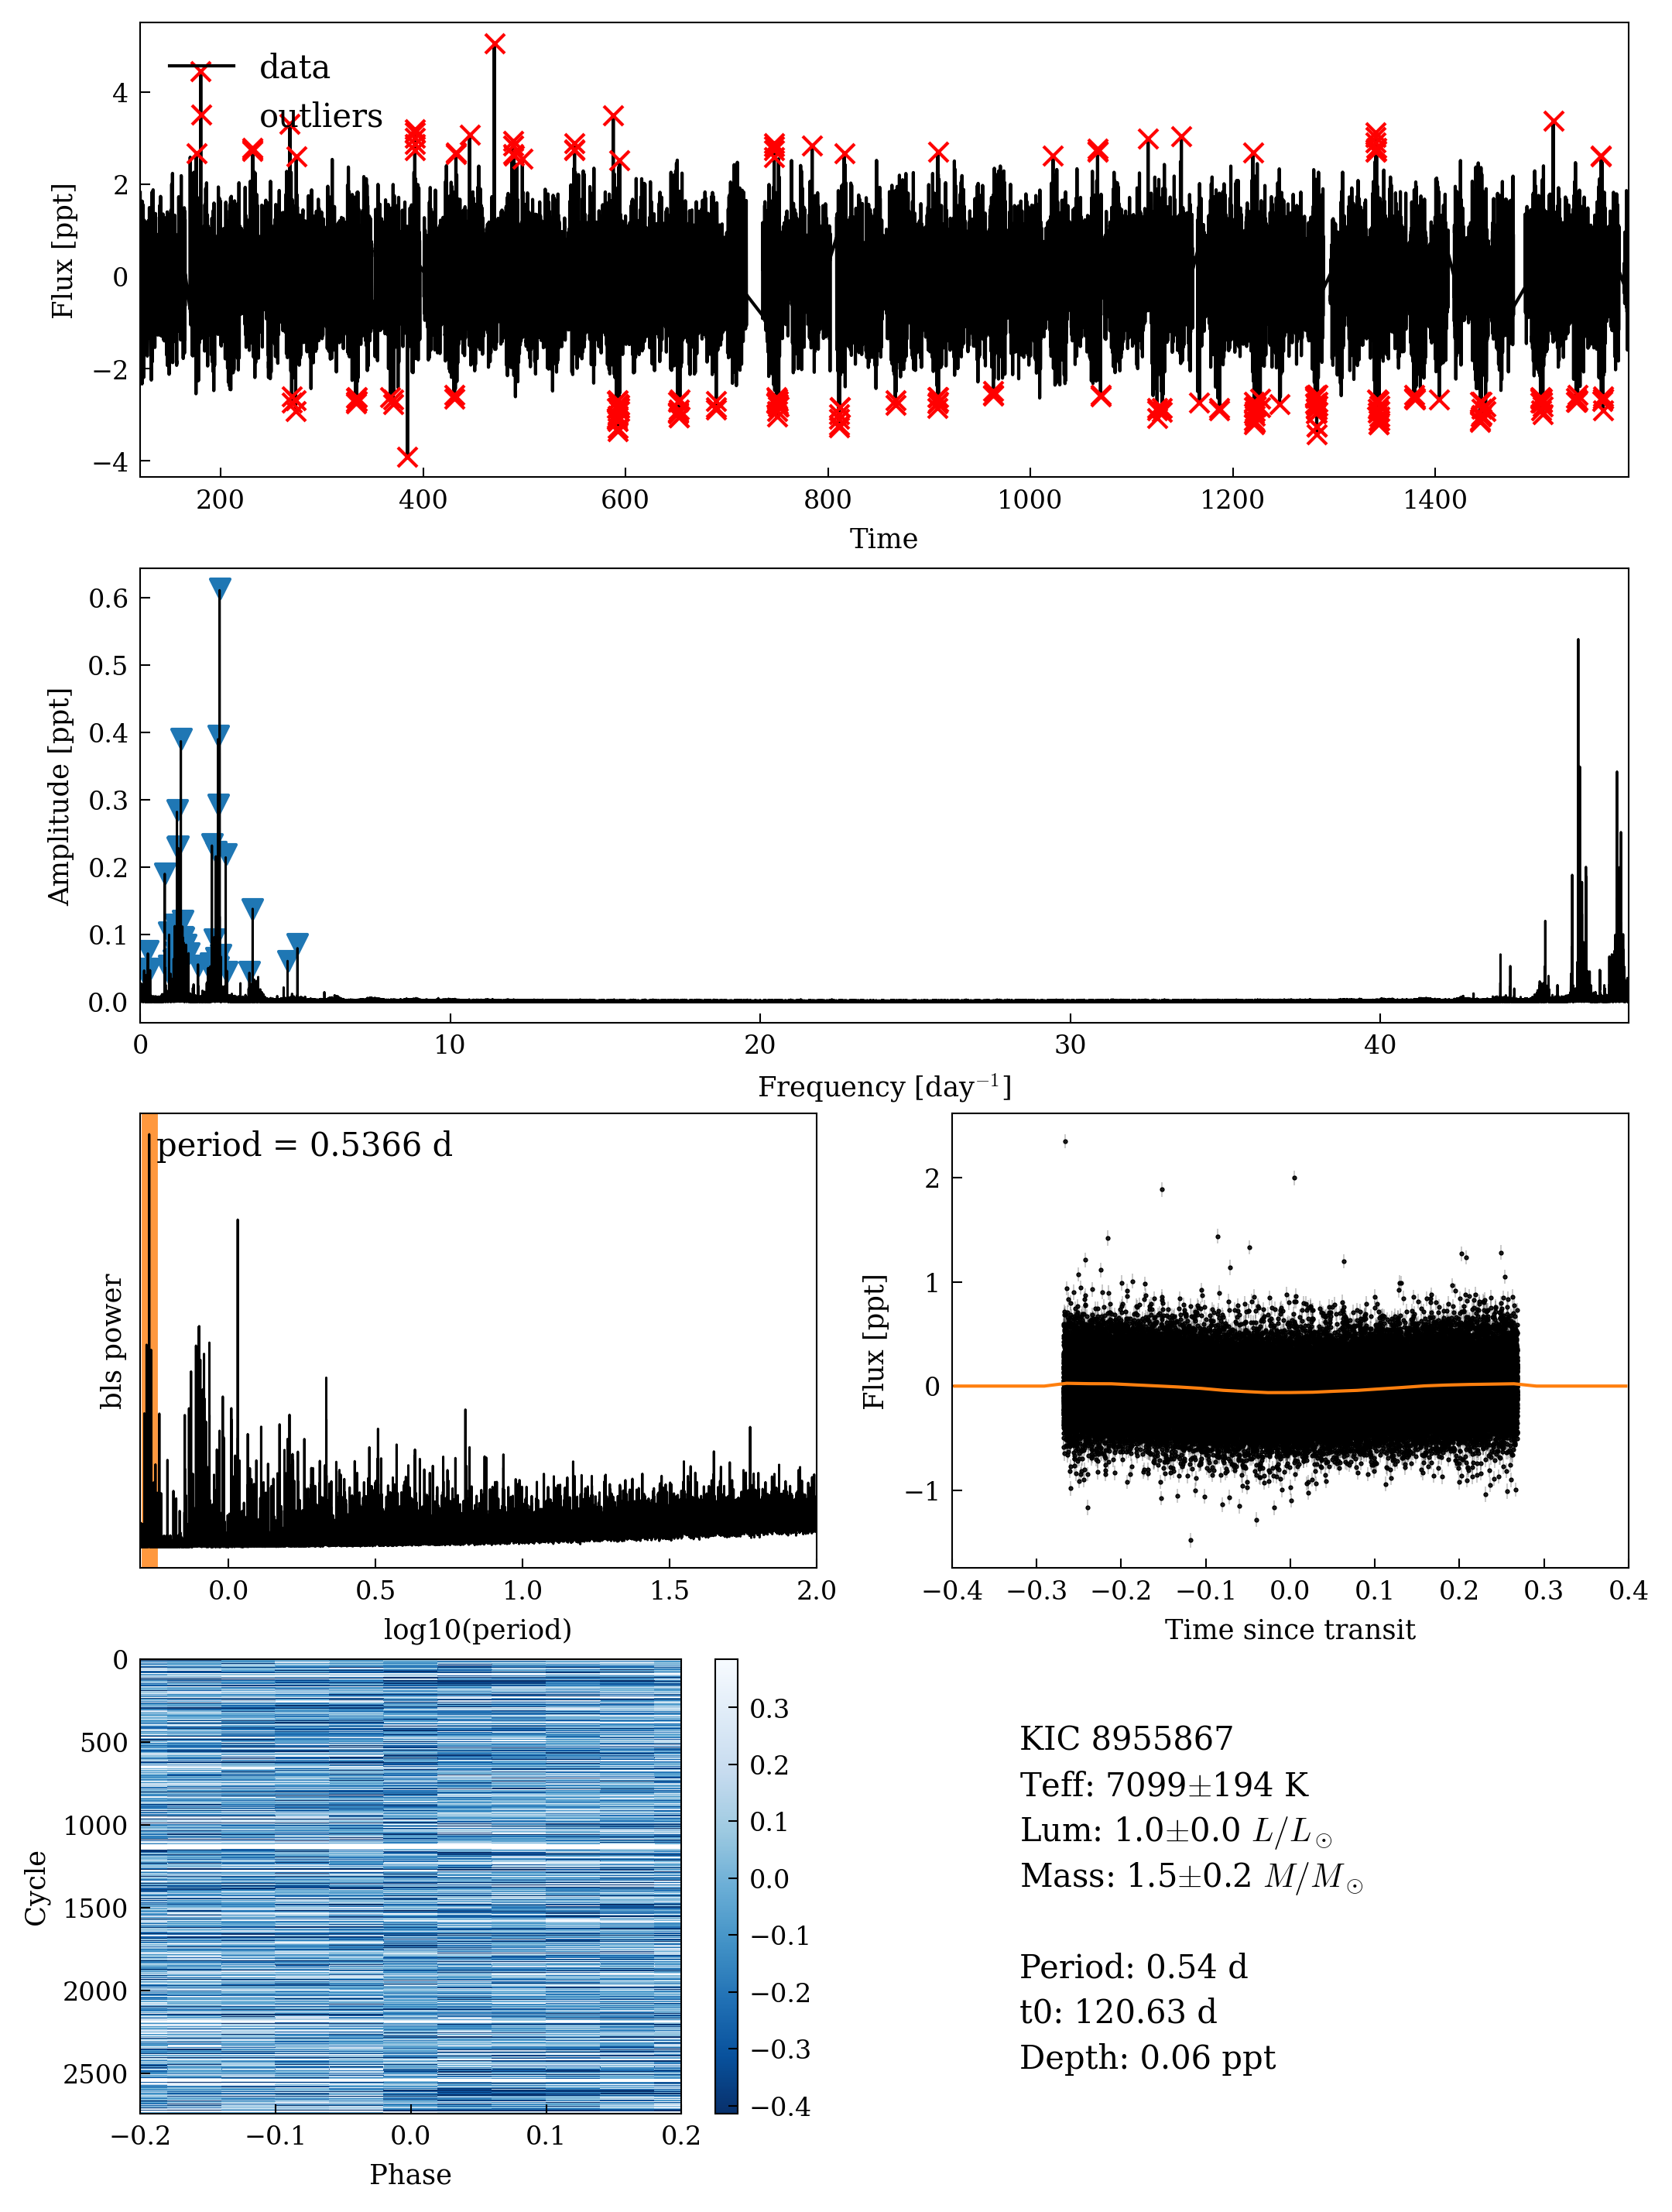 data
outliers
4
2
0
−2
−4
Flux [ppt]
200 400 600 800 1000 1200 1400
Time
0.6
0.5
0.4
0.3
0.2
0.1
0.0
Amplitude [ppt]
0 10 20 30 40
Frequency [day⁻¹]
period = 0.5366 d
bls power
0.0 0.5 1.0 1.5 2.0
log10(period)
2
1
0
−1
Flux [ppt]
−0.4 −0.3 −0.2 −0.1 0.0 0.1 0.2 0.3 0.4
Time since transit
0
500
1000
1500
2000
2500
Cycle
−0.2 −0.1 0.0 0.1 0.2
Phase
0.3
0.2
0.1
0.0
−0.1
−0.2
−0.3
−0.4
KIC 8955867
Teff: 7099±194 K
Lum: 1.0±0.0 L/L☉
Mass: 1.5±0.2 M/M☉
Period: 0.54 d
t0: 120.63 d
Depth: 0.06 ppt